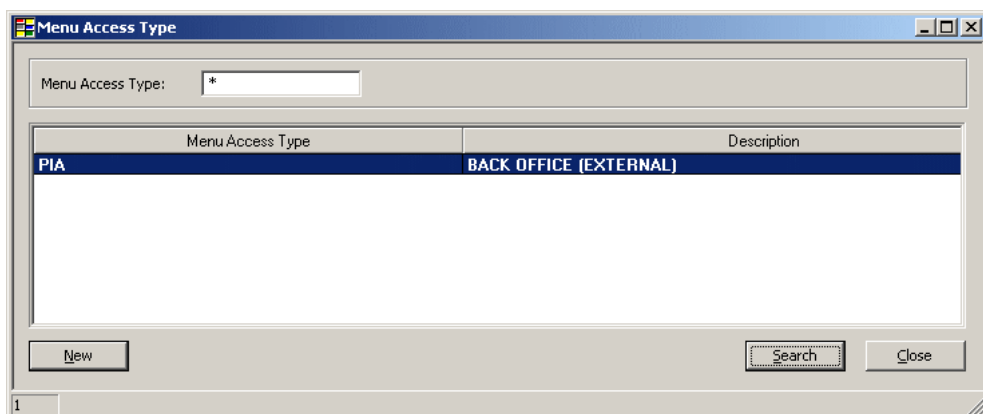 Menu Access Type
Menu Access Type: *
Menu Access Type Description
PIA BACK OFFICE (EXTERNAL)
New Search Close
1